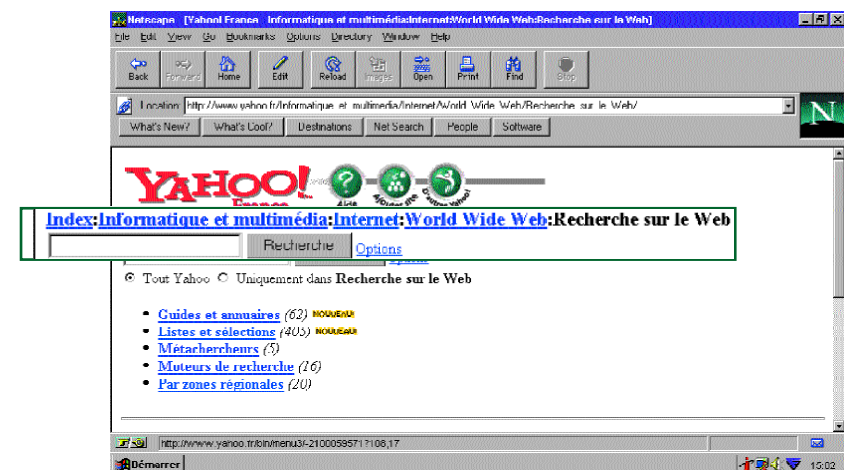 Netscape [Yahoo! France Informatique et multimédia:Internet:World Wide Web:Recherche sur le Web]
File Edit View Go Bookmarks Options Directory Window Help
Back Forward Home Edit Reload Images Open Print Find Stop
Location: http://www.yahoo.fr/Informatique_et_multimedia/Internet/World_Wide_Web/Recherche_sur_le_Web/
What's New? What's Cool? Destinations Net Search People Software
YAHOO!
France
Index:Informatique et multimédia:Internet:World Wide Web:Recherche sur le Web
Recherche Options
Tout Yahoo Uniquement dans Recherche sur le Web
Guides et annuaires (62) NOUVEAU!
Listes et sélections (405) NOUVEAU!
Métachercheurs (5)
Moteurs de recherche (16)
Par zones régionales (20)
http://www.yahoo.fr/bin/menu3/-2100059571?108,17
Démarrer 15:02